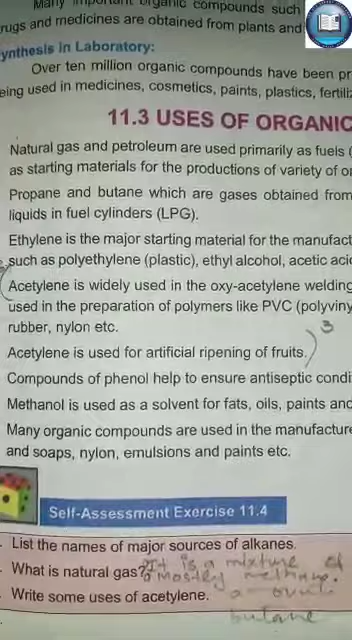 Many important organic compounds such
rugs and medicines are obtained from plants and
ynthesis in Laboratory:
Over ten million organic compounds have been pr
eing used in medicines, cosmetics, paints, plastics, fertiliz
11.3 USES OF ORGANIC
Natural gas and petroleum are used primarily as fuels (
as starting materials for the productions of variety of o
Propane and butane which are gases obtained from
liquids in fuel cylinders (LPG).
Ethylene is the major starting material for the manufact
such as polyethylene (plastic), ethyl alcohol, acetic acid
Acetylene is widely used in the oxy-acetylene welding
used in the preparation of polymers like PVC (polyviny
rubber, nylon etc.
3
Acetylene is used for artificial ripening of fruits.
Compounds of phenol help to ensure antiseptic condi
Methanol is used as a solvent for fats, oils, paints and
Many organic compounds are used in the manufacture
and soaps, nylon, emulsions and paints etc.
Self-Assessment Exercise 11.4
List the names of major sources of alkanes.
What is natural gas? It is a mixture of
mostly methane.
Write some uses of acetylene.
butane